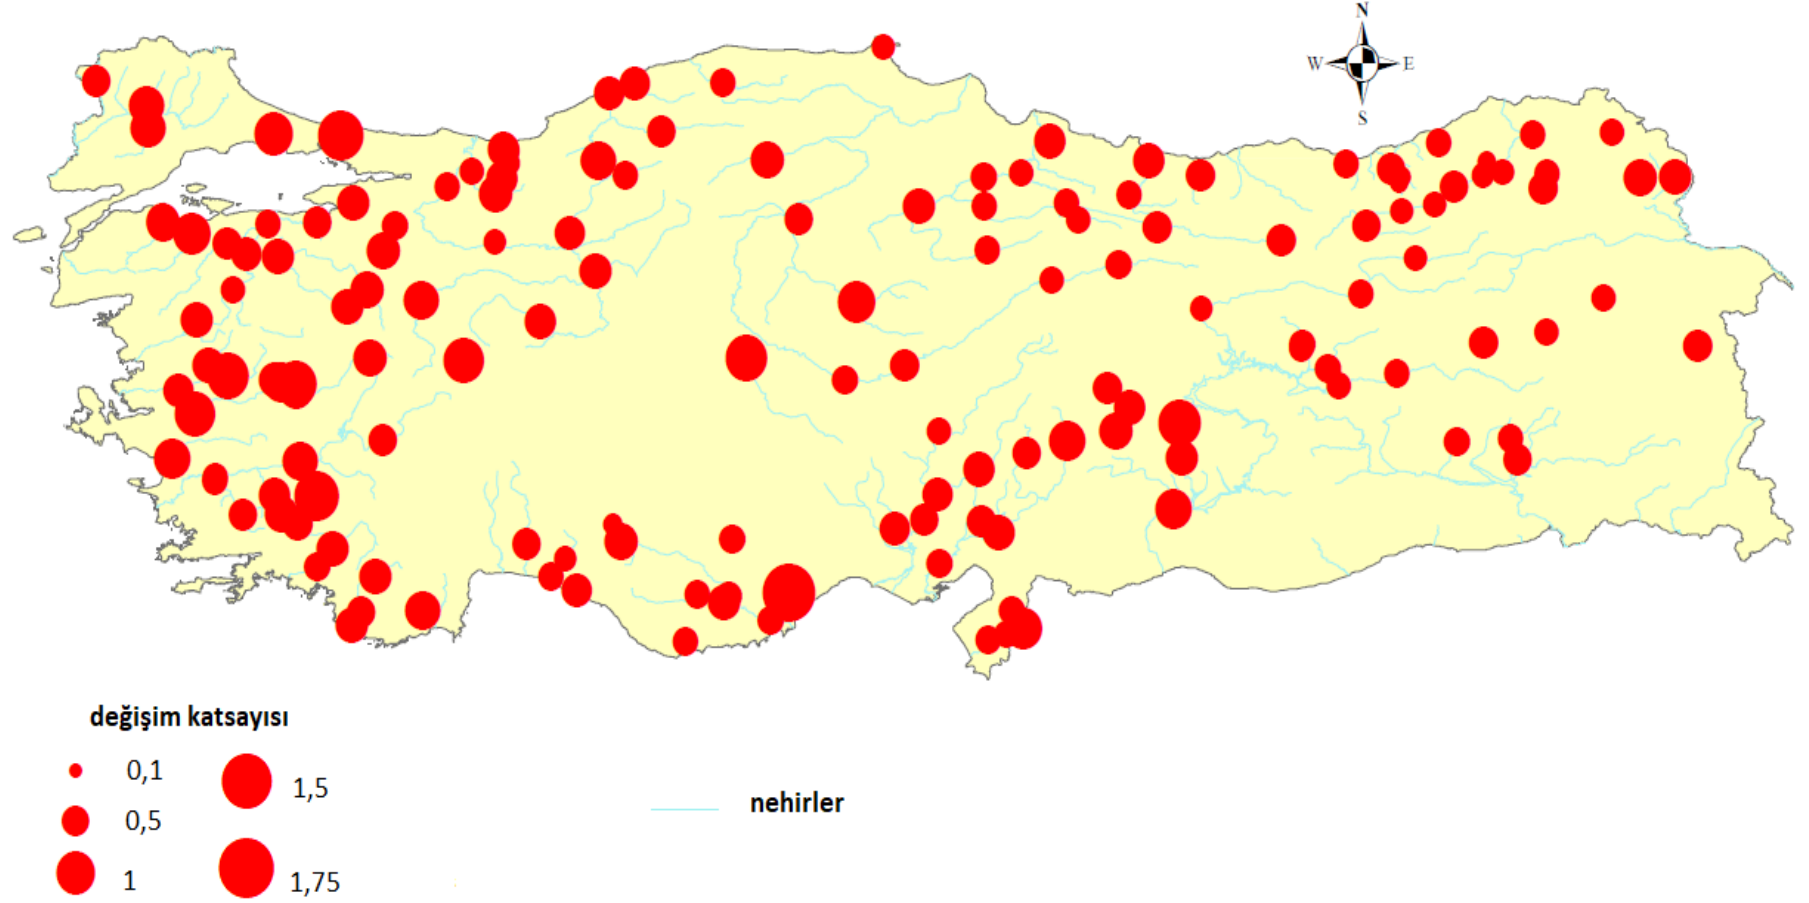 N
W E
S
değişim katsayısı
0,1
1,5
0,5
nehirler
1
1,75